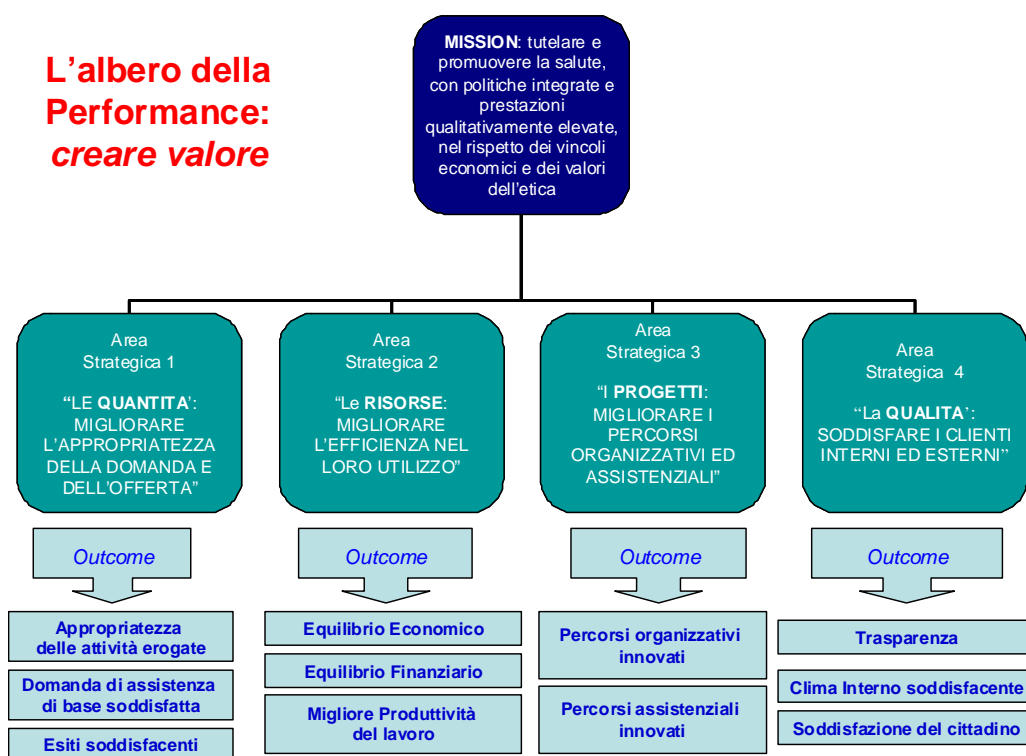 L'albero della
Performance:
creare valore
MISSION: tutelare e
promuovere la salute,
con politiche integrate e
prestazioni
qualitativamente elevate,
nel rispetto dei vincoli
economici e dei valori
dell'etica
Area
Strategica 1
“LE QUANTITA’:
MIGLIORARE
L’APPROPRIATEZZA
DELLA DOMANDA E
DELL’OFFERTA”
Area
Strategica 2
“Le RISORSE:
MIGLIORARE
L’EFFICIENZA NEL
LORO UTILIZZO”
Area
Strategica 3
“I PROGETTI:
MIGLIORARE I
PERCORSI
ORGANIZZATIVI ED
ASSISTENZIALI”
Area
Strategica 4
“La QUALITA’:
SODDISFARE I CLIENTI
INTERNI ED ESTERNI”
Outcome
Outcome
Outcome
Outcome
Appropriatezza
delle attività erogate
Domanda di assistenza
di base soddisfatta
Esiti soddisfacenti
Equilibrio Economico
Equilibrio Finanziario
Migliore Produttività
del lavoro
Percorsi organizzativi
innovati
Percorsi assistenziali
innovati
Trasparenza
Clima Interno soddisfacente
Soddisfazione del cittadino